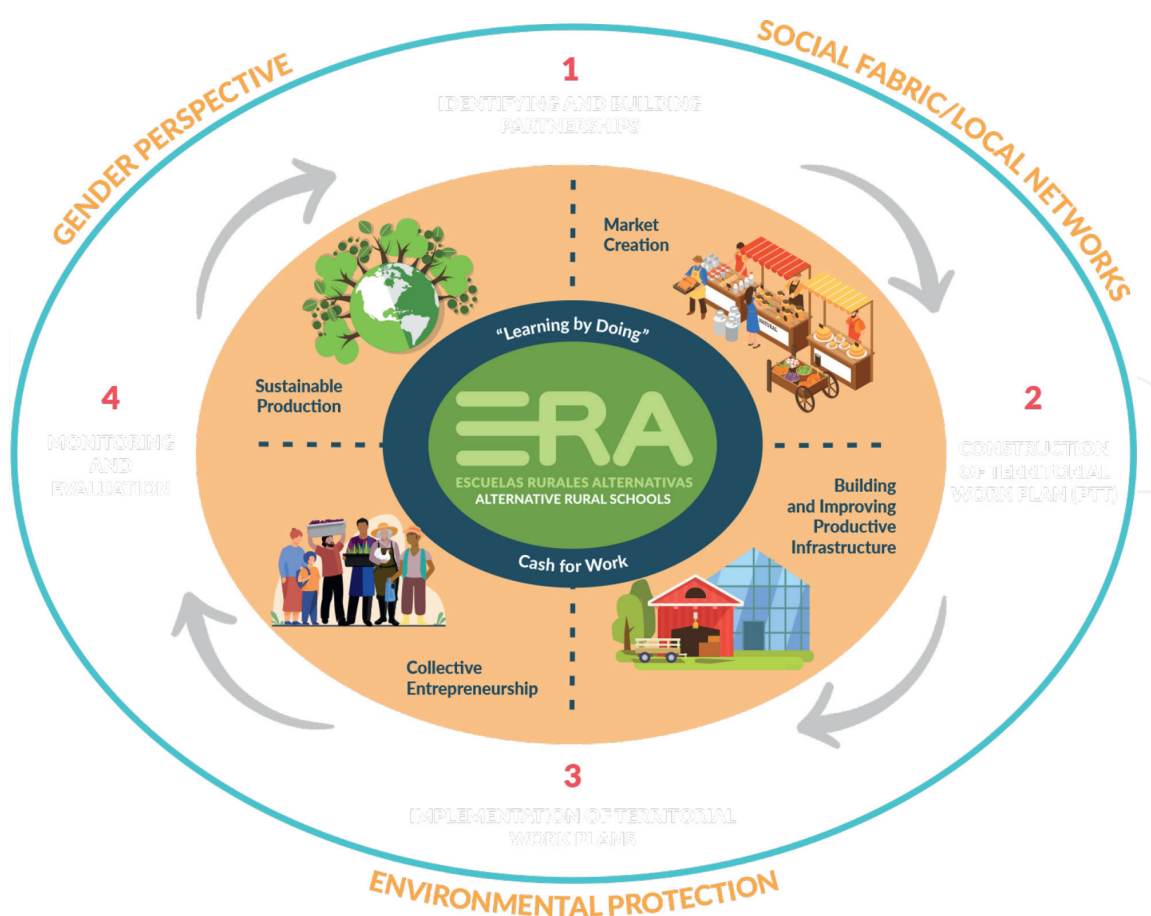 GENDER PERSPECTIVE
SOCIAL FABRIC/LOCAL NETWORKS
1
IDENTIFYING AND BUILDING
PARTNERSHIPS
Market
Creation
NATURAL
"Learning by Doing"
Sustainable
Production
ERA
ESCUELAS RURALES ALTERNATIVAS
ALTERNATIVE RURAL SCHOOLS
4
MONITORING
AND
EVALUATION
2
CONSTRUCTION
OF TERRITORIAL
WORK PLAN (PTT)
Building
and Improving
Productive
Infrastructure
Cash for Work
Collective
Entrepreneurship
3
IMPLEMENTATION OF TERRITORIAL
WORK PLANS
ENVIRONMENTAL PROTECTION